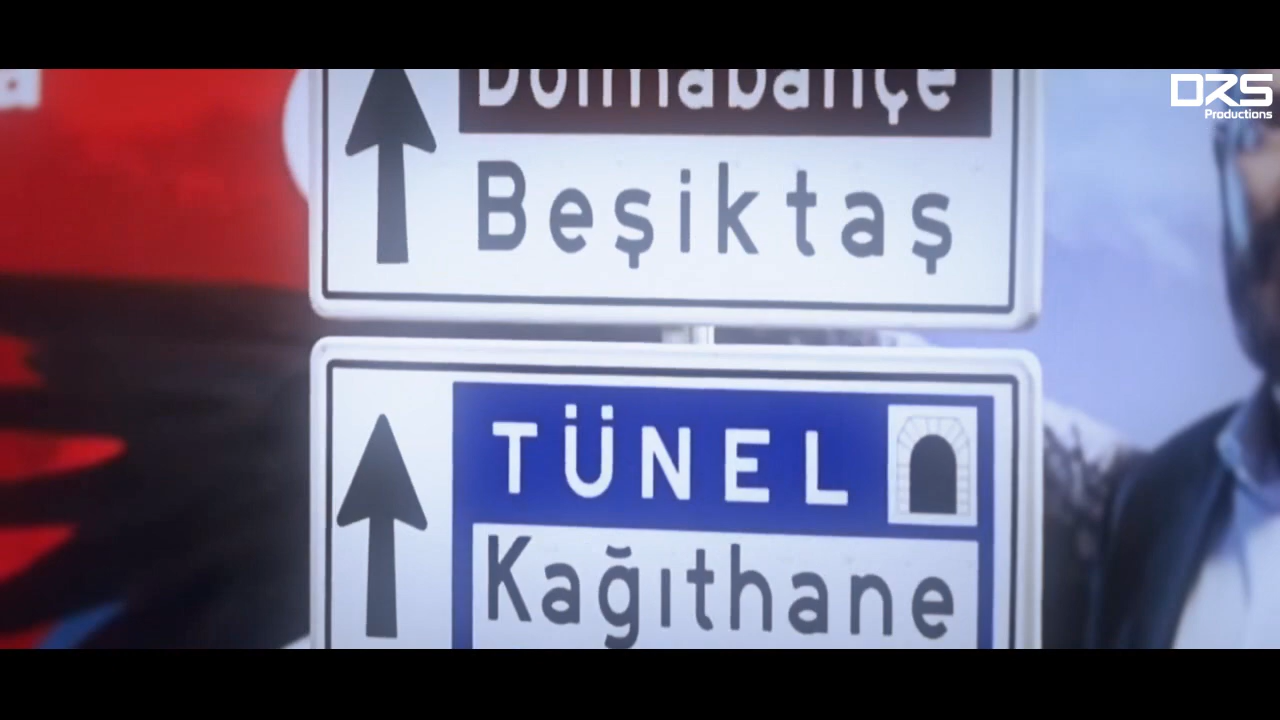 DRS
Productions
Dolmabahçe
Beşiktaş
TÜNEL
Kağıthane